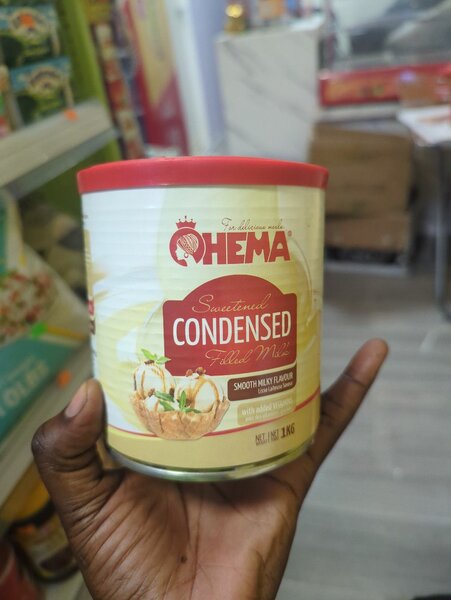 For delicious meals
OHEMA®
Sweetened
CONDENSED
Filled Milk
SMOOTH MILKY FLAVOUR
with added VITAMINS
NET / NET 1KG